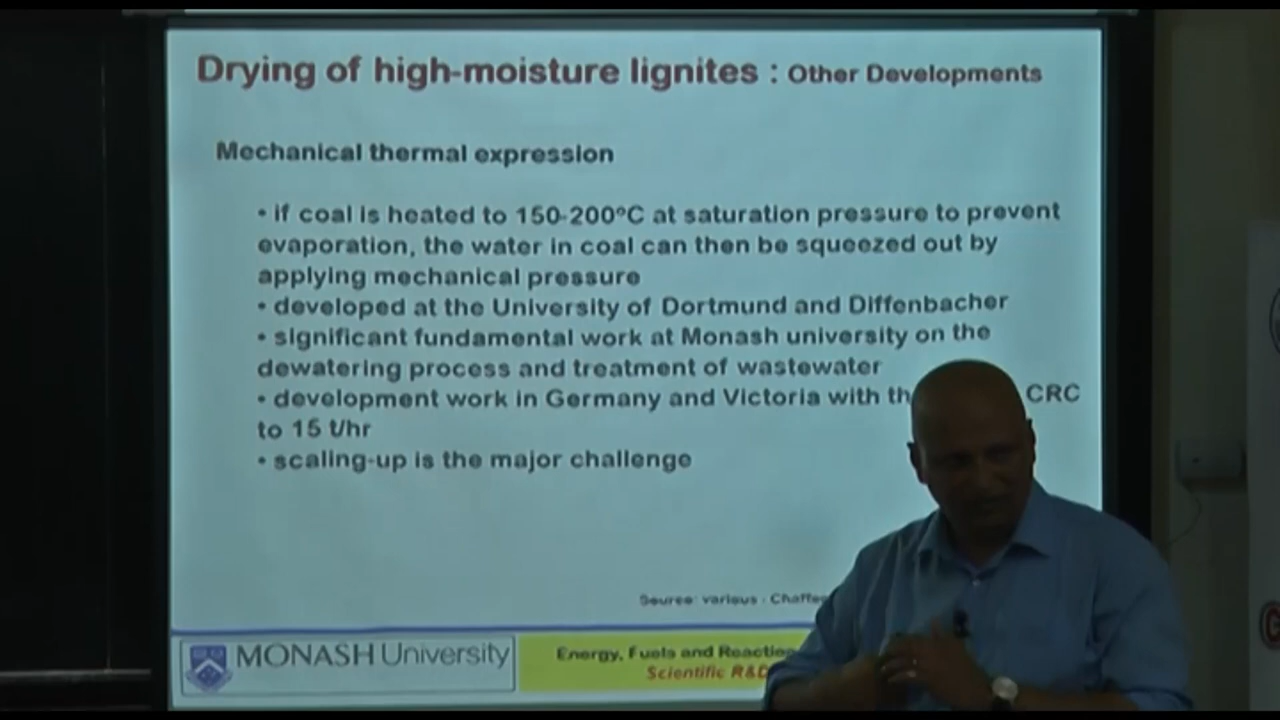 Drying of high-moisture lignites : Other Developments
Mechanical thermal expression
• if coal is heated to 150-200°C at saturation pressure to prevent
evaporation, the water in coal can then be squeezed out by
applying mechanical pressure
• developed at the University of Dortmund and Diffenbacher
• significant fundamental work at Monash university on the
dewatering process and treatment of wastewater
• development work in Germany and Victoria with CRC
to 15 t/hr
• scaling-up is the major challenge
Source: various -
MONASH University
Energy, Fuels and
Scientific R&D